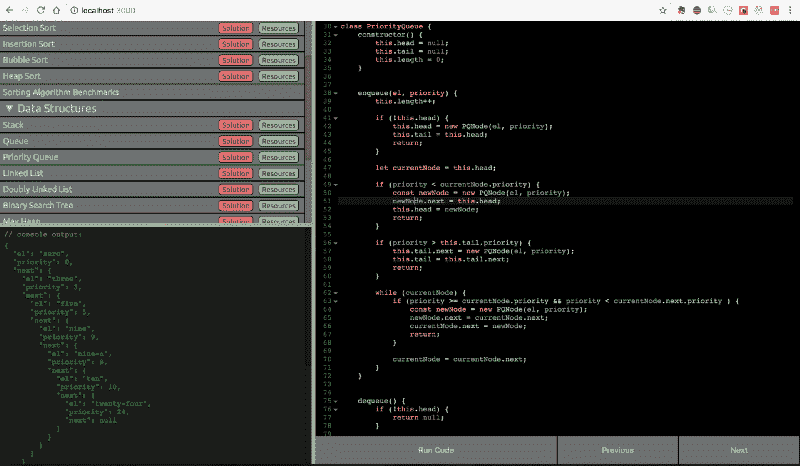 localhost:3000
Selection Sort Solution Resources
Insertion Sort Solution Resources
Bubble Sort Solution Resources
Heap Sort Solution Resources
Sorting Algorithm Benchmarks
▼ Data Structures
Stack Solution Resources
Queue Solution Resources
Priority Queue Solution Resources
Linked List Solution Resources
Doubly Linked List Solution Resources
Binary Search Tree Solution Resources
Max Heap Solution Resources
// console output:
{
"el": "zero",
"priority": 0,
"next": {
"el": "three",
"priority": 3,
"next": {
"el": "five",
"priority": 5,
"next": {
"el": "nine",
"priority": 9,
"next": {
"el": "nine-a",
"priority": 9,
"next": {
"el": "ten",
"priority": 10,
"next": {
"el": "twenty-four",
"priority": 24,
"next": null
}
}
}
}
}
30 class PriorityQueue {
31 constructor() {
32 this.head = null;
33 this.tail = null;
34 this.length = 0;
35 }
36
37
38 enqueue(el, priority) {
39 this.length++;
40
41 if (!this.head) {
42 this.head = new PQNode(el, priority);
43 this.tail = this.head;
44 return;
45 }
46
47 let currentNode = this.head;
48
49 if (priority < currentNode.priority) {
50 const newNode = new PQNode(el, priority);
51 newNode.next = this.head;
52 this.head = newNode;
53 return;
54 }
55
56 if (priority > this.tail.priority) {
57 this.tail.next = new PQNode(el, priority);
58 this.tail = this.tail.next;
59 return;
60 }
61
62 while (currentNode) {
63 if (priority >= currentNode.priority && priority < currentNode.next.priority ) {
64 const newNode = new PQNode(el, priority);
65 newNode.next = currentNode.next;
66 currentNode.next = newNode;
67 return;
68 }
69
70 currentNode = currentNode.next;
71 }
72 }
73
74
75 dequeue() {
76 if (!this.head) {
77 return null;
78 }
79
Run Code Previous Next